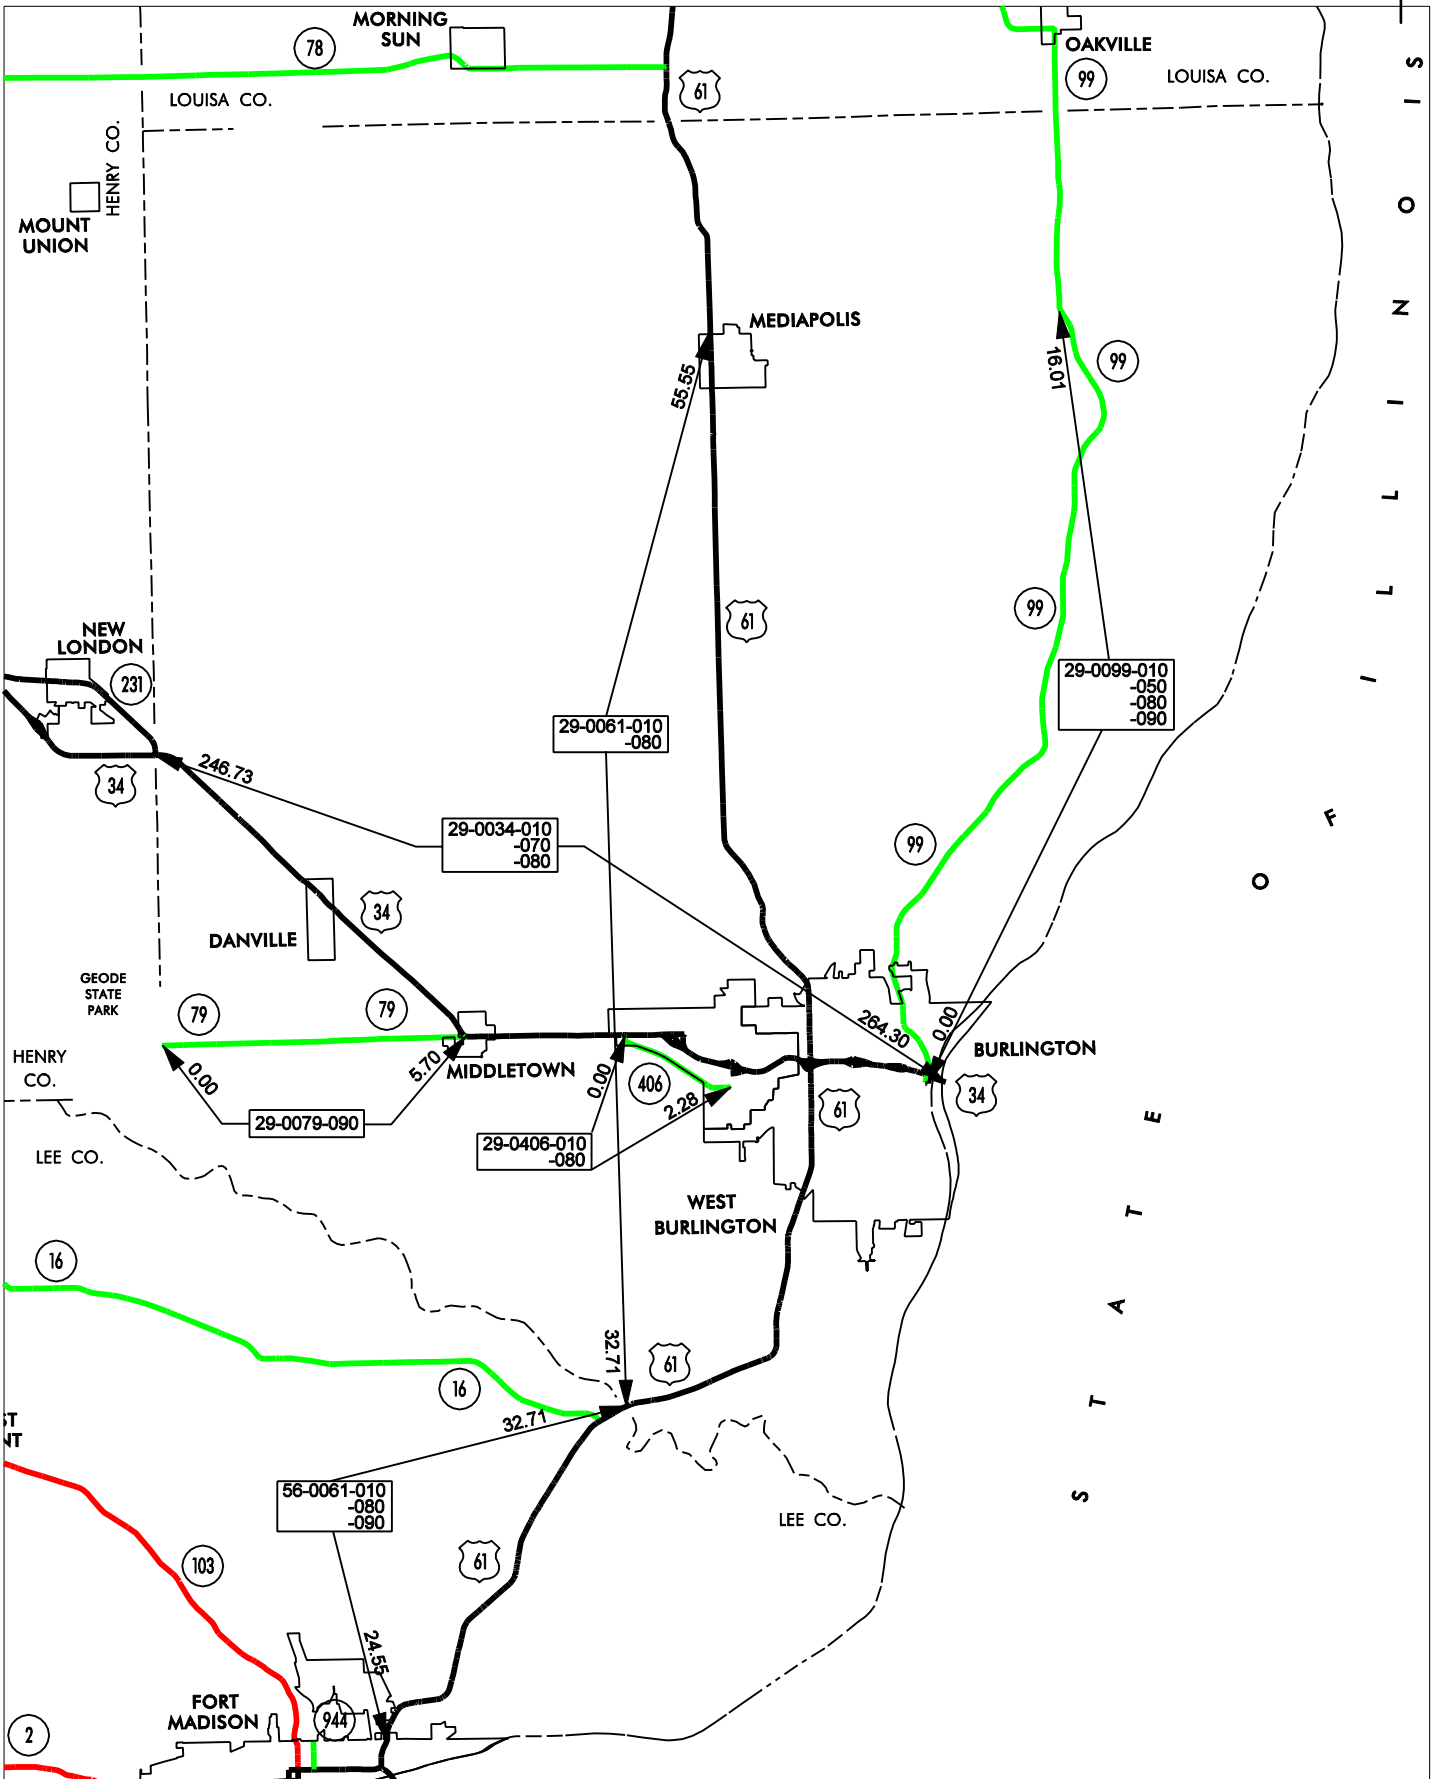 MORNING
SUN
78
61
OAKVILLE
99
LOUISA CO.
LOUISA CO.
HENRY CO.
MOUNT
UNION
MEDIAPOLIS
55.55
16.01
99
61
99
NEW
LONDON
231
34
246.73
29-0061-010
-080
29-0099-010
-050
-080
-090
29-0034-010
-070
-080
99
34
DANVILLE
GEODE
STATE
PARK
79
79
264.30
0.00
BURLINGTON
34
HENRY
CO.
0.00
5.70
MIDDLETOWN
0.00
406
2.28
61
29-0079-090
29-0406-010
-080
LEE CO.
WEST
BURLINGTON
16
32.71
61
16
32.71
ST
NT
56-0061-010
-080
-090
LEE CO.
61
103
24.55
FORT
MADISON
944
2
STATE OF ILLINOIS